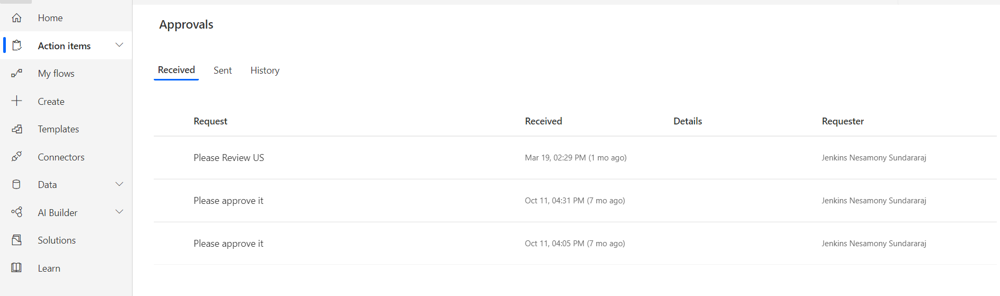 Home
Action items
My flows
Create
Templates
Connectors
Data
AI Builder
Solutions
Learn
Approvals
Received Sent History
Request Received Details Requester
Please Review US Mar 19, 02:29 PM (1 mo ago) Jenkins Nesamony Sundararaj
Please approve it Oct 11, 04:31 PM (7 mo ago) Jenkins Nesamony Sundararaj
Please approve it Oct 11, 04:05 PM (7 mo ago) Jenkins Nesamony Sundararaj